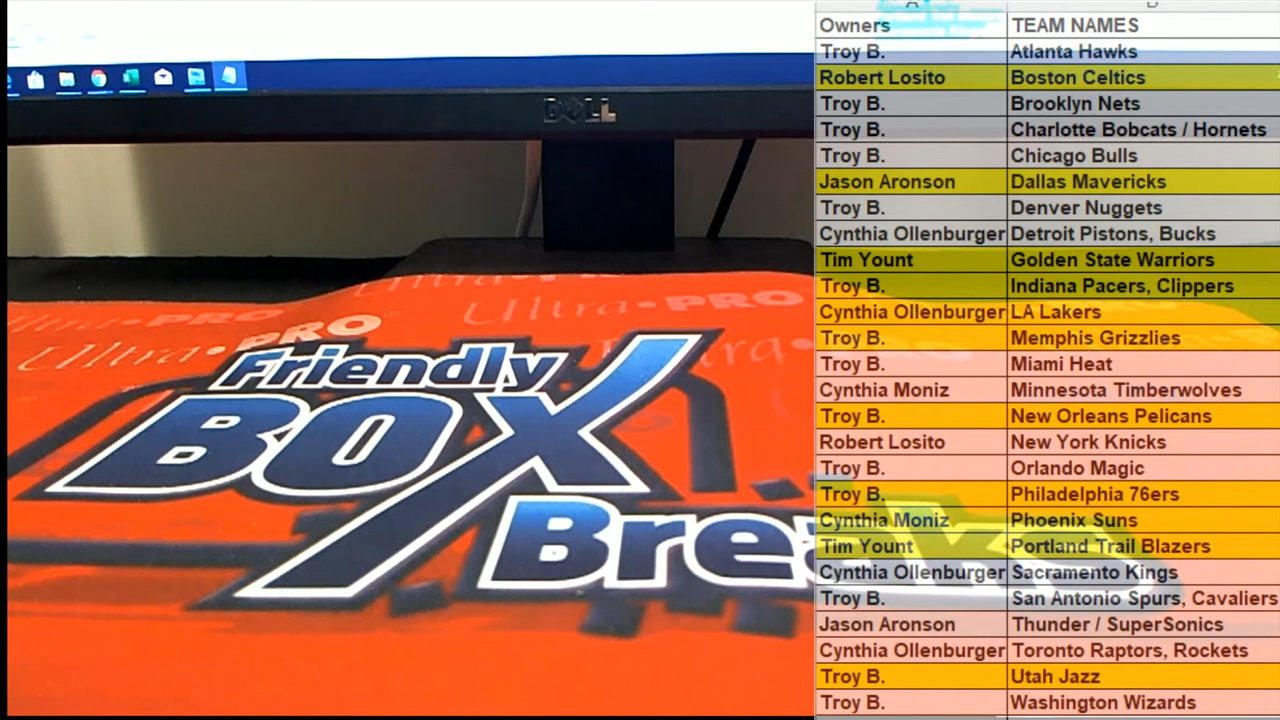 Owners TEAM NAMES
Troy B. Atlanta Hawks
Robert Losito Boston Celtics
Troy B. Brooklyn Nets
Troy B. Charlotte Bobcats / Hornets
Troy B. Chicago Bulls
Jason Aronson Dallas Mavericks
Troy B. Denver Nuggets
Cynthia Ollenburger Detroit Pistons, Bucks
Tim Yount Golden State Warriors
Troy B. Indiana Pacers, Clippers
Cynthia Ollenburger LA Lakers
Troy B. Memphis Grizzlies
Troy B. Miami Heat
Cynthia Moniz Minnesota Timberwolves
Troy B. New Orleans Pelicans
Robert Losito New York Knicks
Troy B. Orlando Magic
Troy B. Philadelphia 76ers
Cynthia Moniz Phoenix Suns
Tim Yount Portland Trail Blazers
Cynthia Ollenburger Sacramento Kings
Troy B. San Antonio Spurs, Cavaliers
Jason Aronson Thunder / SuperSonics
Cynthia Ollenburger Toronto Raptors, Rockets
Troy B. Utah Jazz
Troy B. Washington Wizards
DELL
Ultra•PRO
Ultra•PRO
Ultra•PRO
Friendly
BOX
Breaks